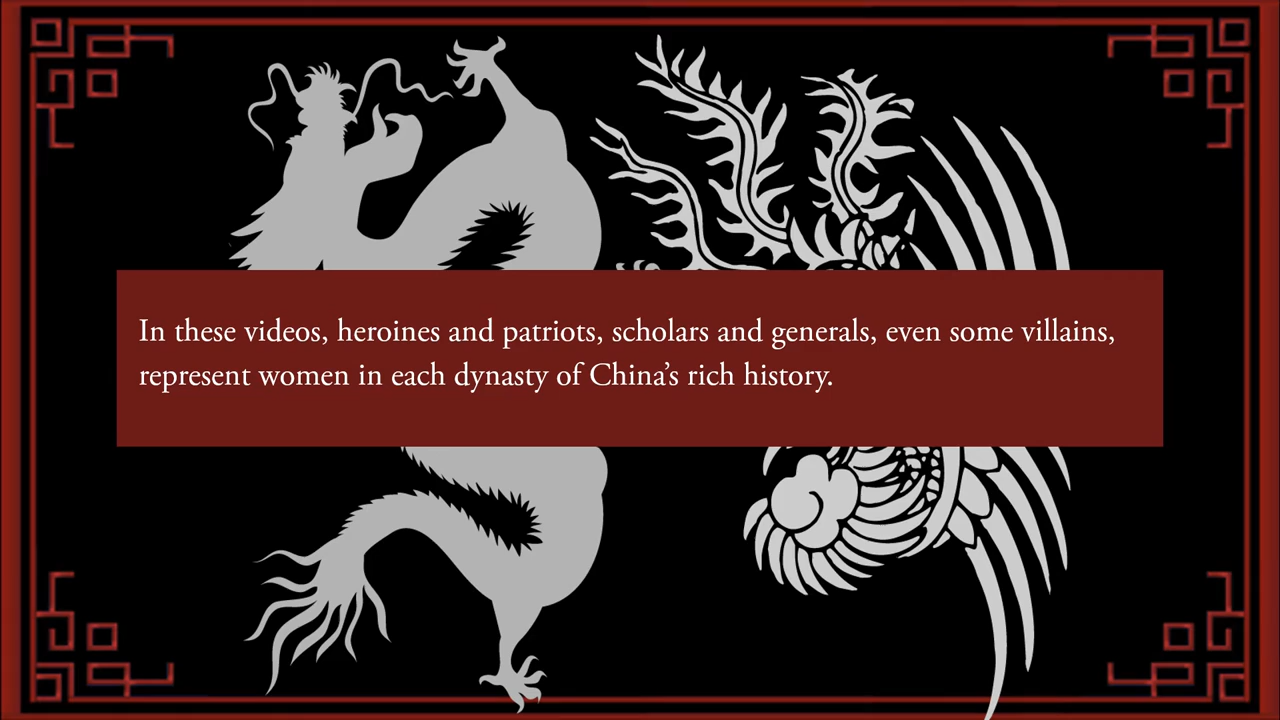 In these videos, heroines and patriots, scholars and generals, even some villains,
represent women in each dynasty of China’s rich history.